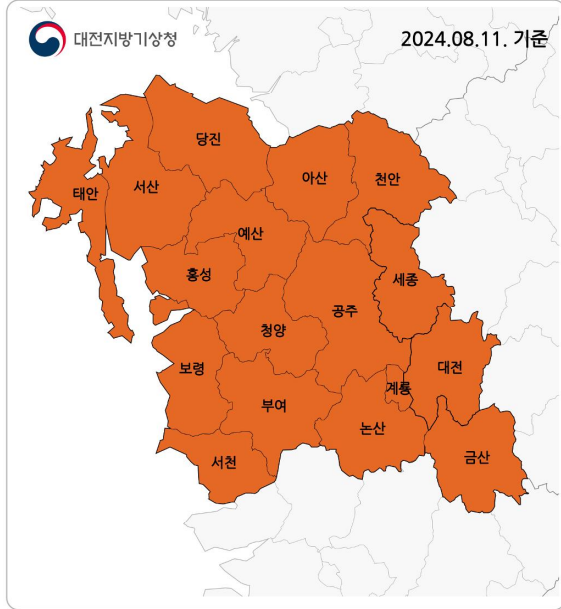 대전지방기상청
2024.08.11. 기준
당진
아산
천안
태안
서산
예산
홍성
세종
공주
청양
보령
대전
계룡
부여
논산
서천
금산